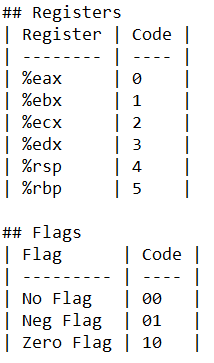 ## Registers
| Register | Code |
| -------- | ---- |
| %eax     | 0    |
| %ebx     | 1    |
| %ecx     | 2    |
| %edx     | 3    |
| %rsp     | 4    |
| %rbp     | 5    |
## Flags
| Flag      | Code |
| --------- | ---- |
| No Flag   | 00   |
| Neg Flag  | 01   |
| Zero Flag | 10   |